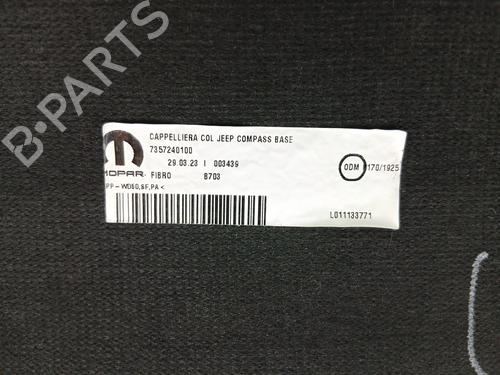 CAPPELLIERA COL JEEP COMPASS BASE
7357240100
29.03.23 I 003439
MOPAR FIBRO 8703
PP-WD50,SF,PA<
ODM 170/1925
L011133771
B-PARTS